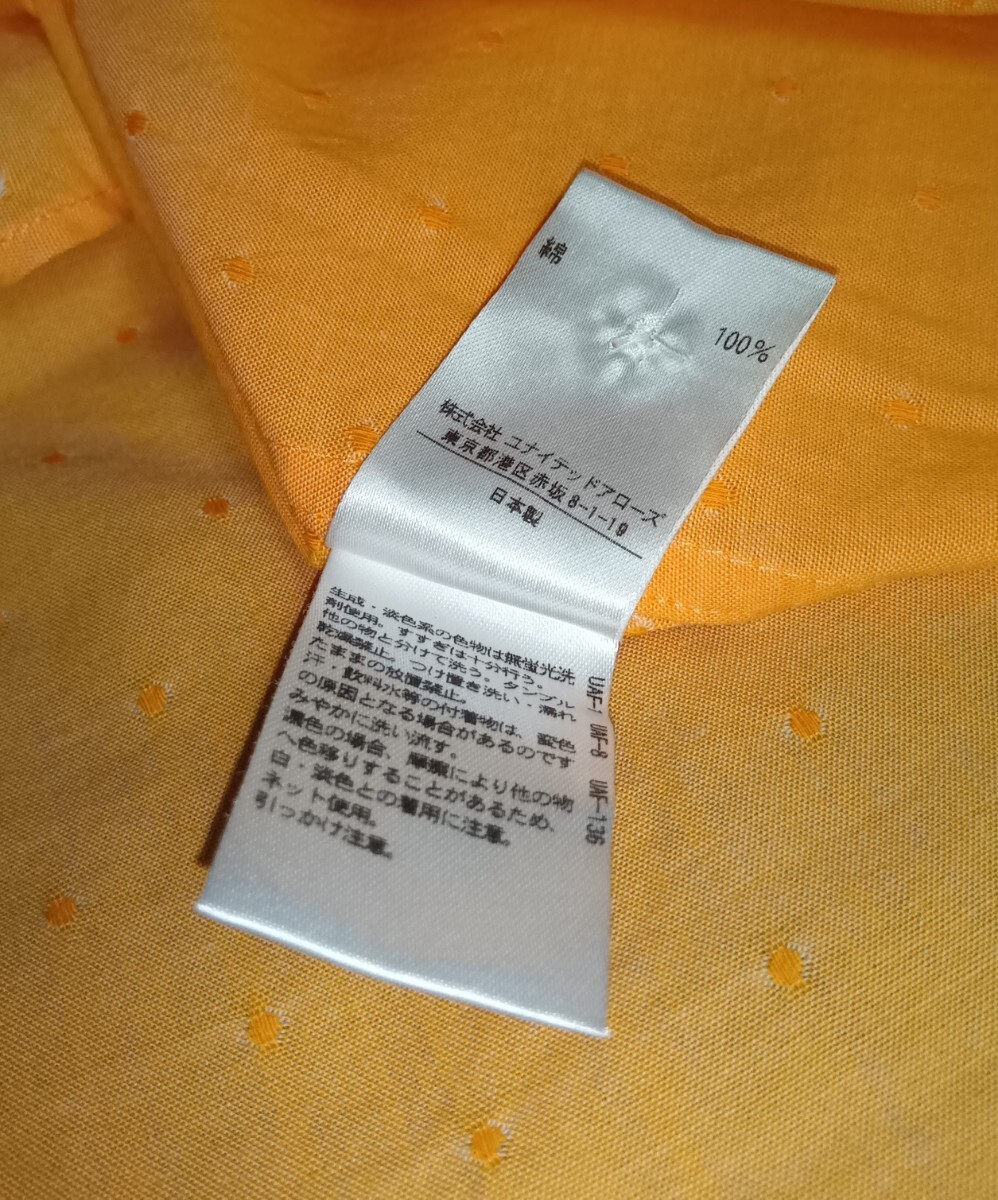 綿 100%
株式会社 ユナイテッドアローズ
東京都港区赤坂8-1-19
日本製
生成・淡色系の色物は無蛍光洗
剤使用。すすぎは十分行う。
他の物と分けて洗う。タンブル
乾燥禁止。つけ置き洗い・濡れ
たままの放置禁止。
汗・飲料水等の付着物は、変色
の原因となる場合があるのです
みやかに洗い流す。
濃色の場合、摩擦により他の物
へ色移りすることがあるため、
白・淡色との着用に注意。
ネット使用。
引っかけ注意。
UAF-1 UAF-8 UAF-136